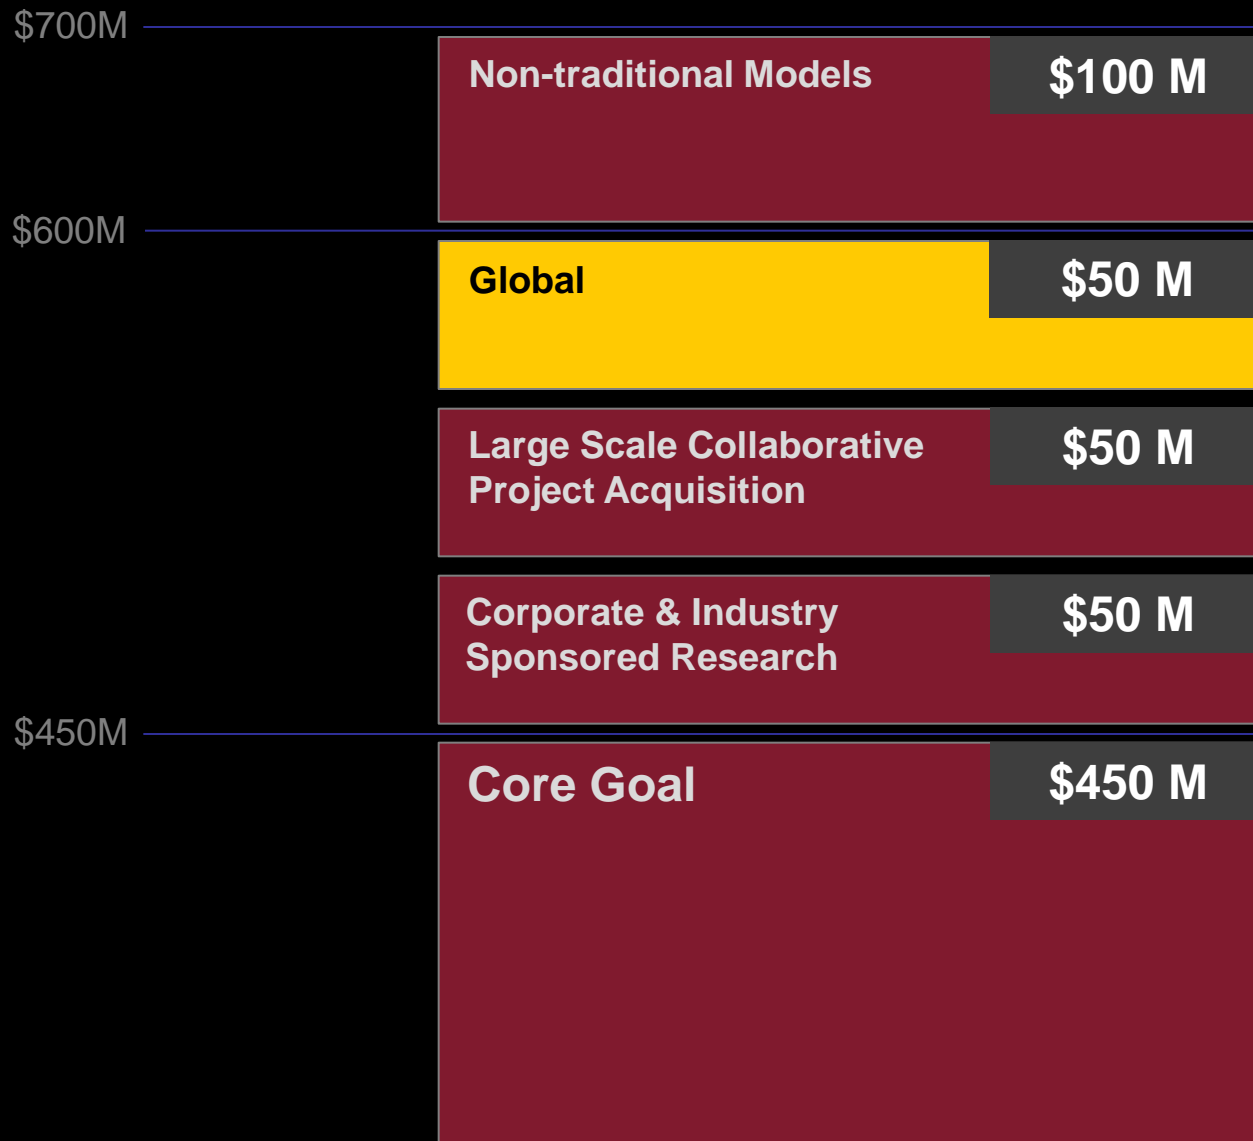 $700M
Non-traditional Models
$100 M
$600M
Global
$50 M
Large Scale Collaborative
Project Acquisition
$50 M
Corporate & Industry
Sponsored Research
$50 M
$450M
Core Goal
$450 M